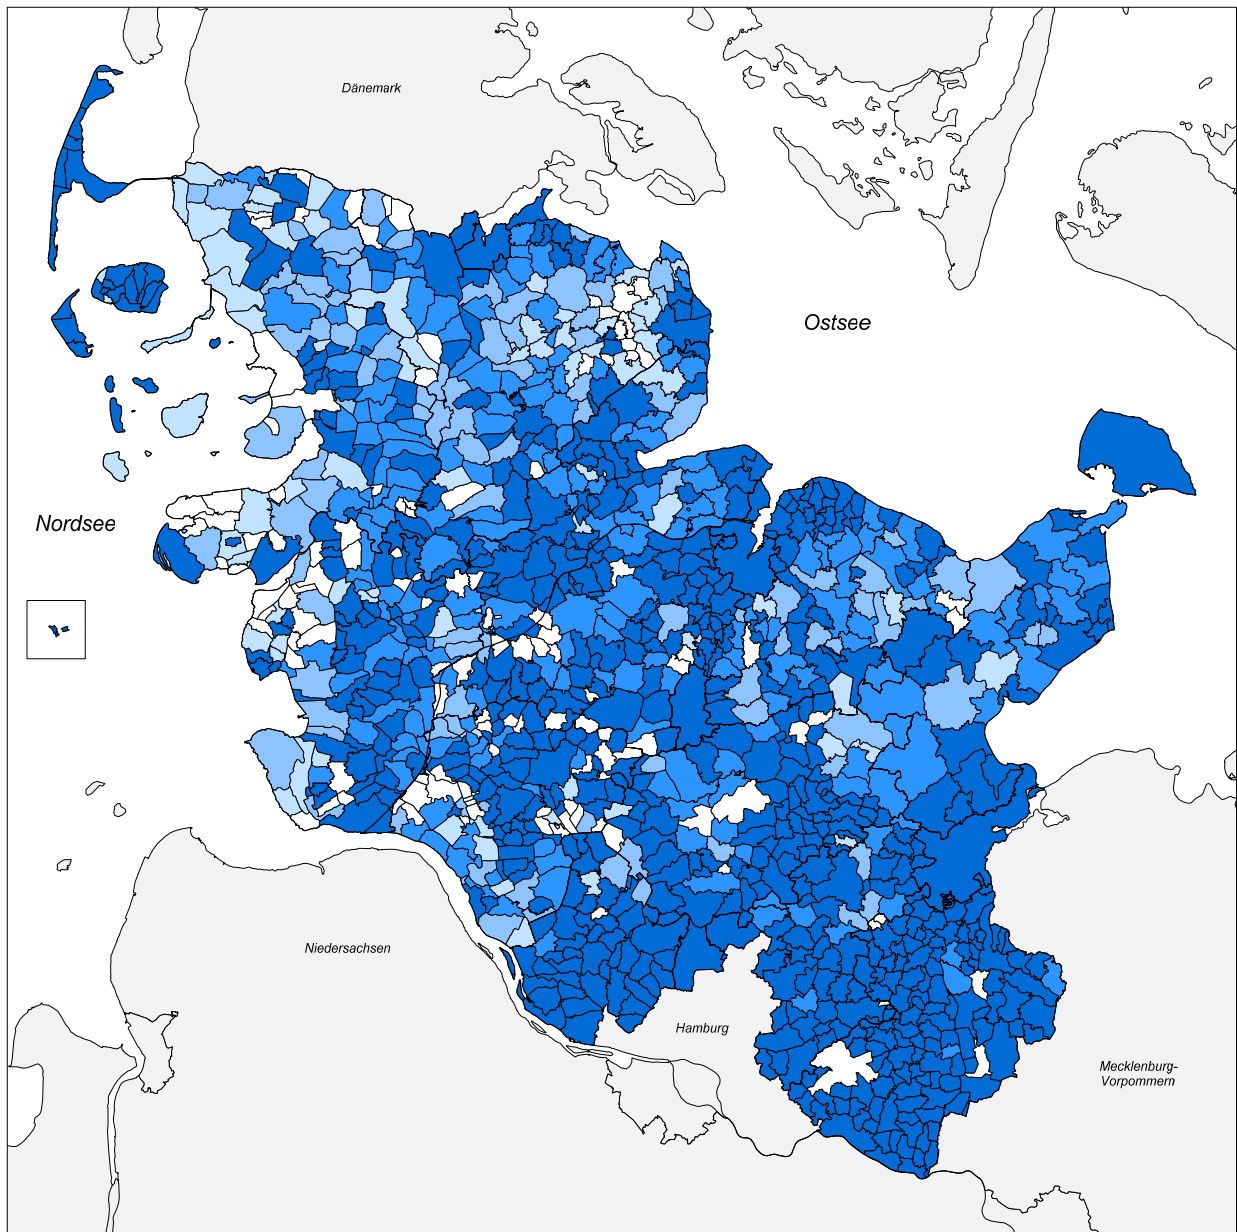 Dänemark
Ostsee
Nordsee
Niedersachsen
Hamburg
Mecklenburg-
Vorpommern